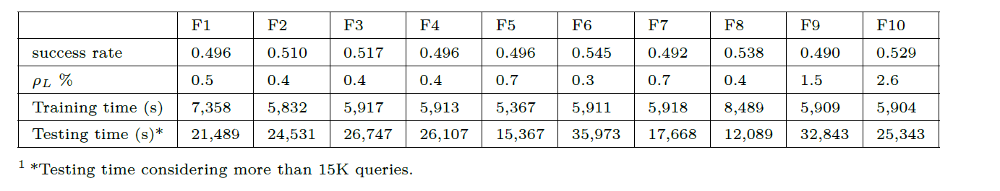 F1 F2 F3 F4 F5 F6 F7 F8 F9 F10
success rate 0.496 0.510 0.517 0.496 0.496 0.545 0.492 0.538 0.490 0.529
ρL % 0.5 0.4 0.4 0.4 0.7 0.3 0.7 0.4 1.5 2.6
Training time (s) 7,358 5,832 5,917 5,913 5,367 5,911 5,918 8,489 5,909 5,904
Testing time (s)* 21,489 24,531 26,747 26,107 15,367 35,973 17,668 12,089 32,843 25,343
1 *Testing time considering more than 15K queries.